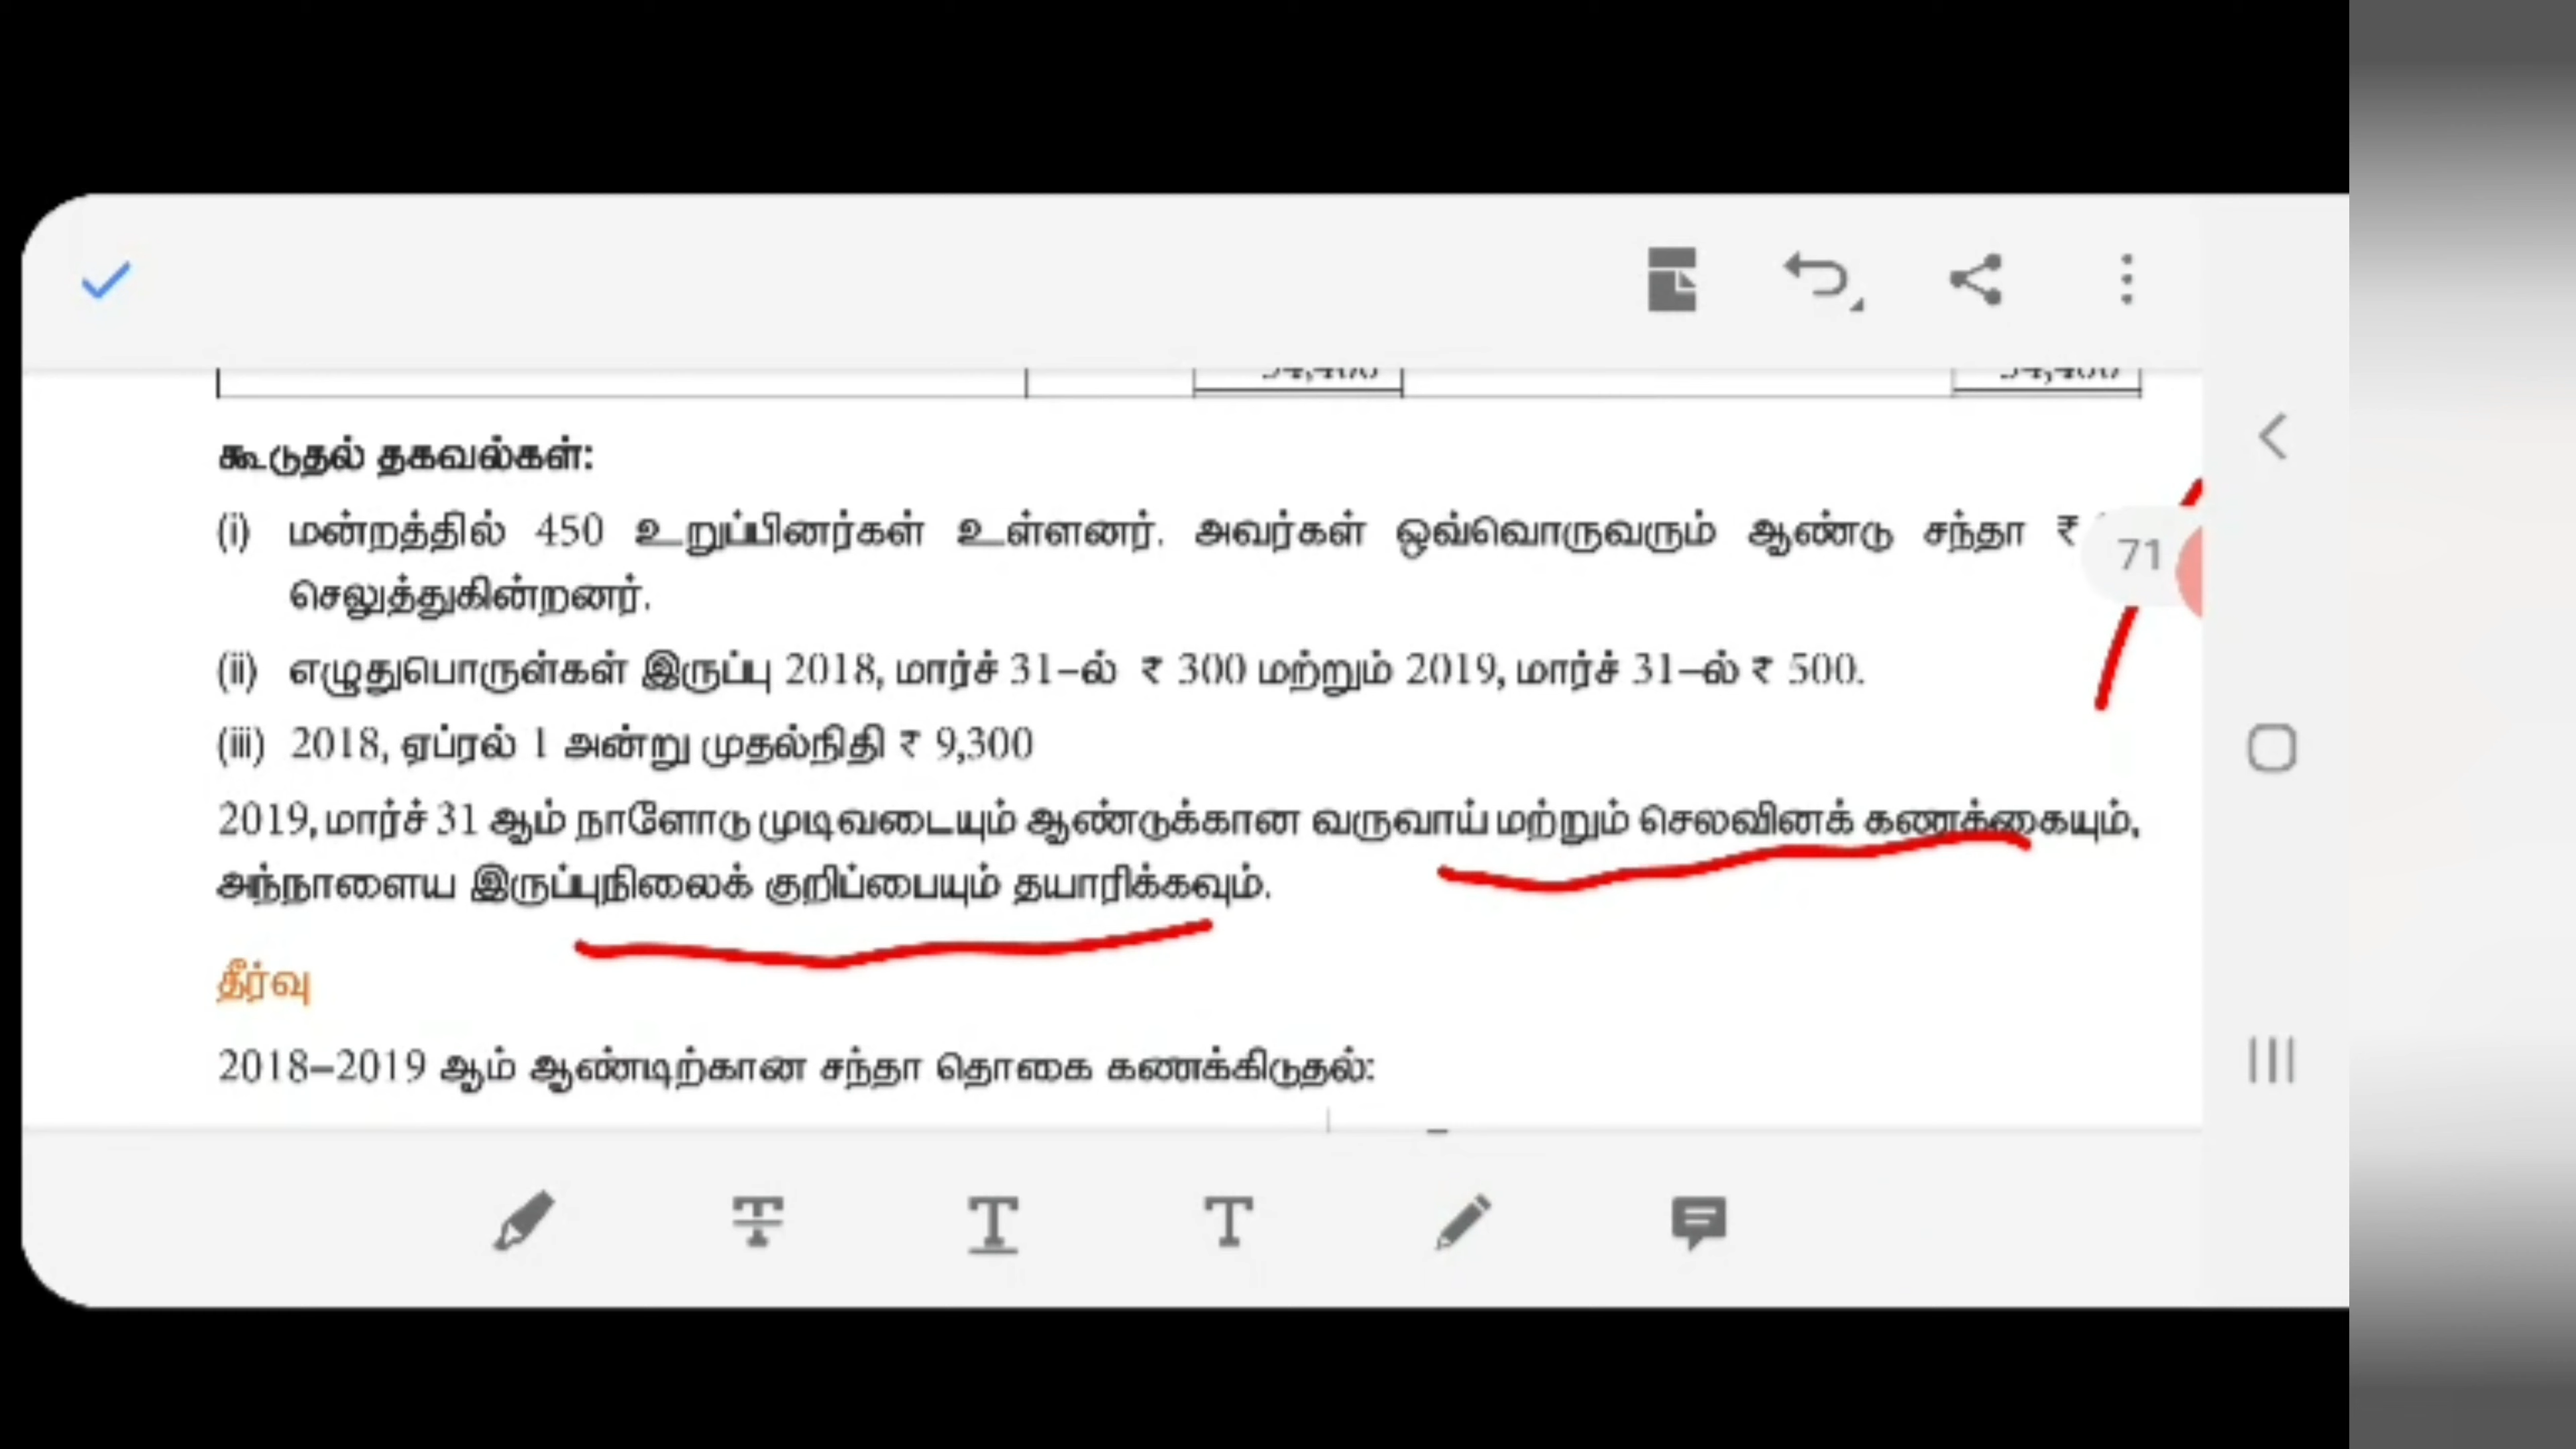 கூடுதல் தகவல்கள்:
(i) மன்றத்தில் 450 உறுப்பினர்கள் உள்ளனர். அவர்கள் ஒவ்வொருவரும் ஆண்டு சந்தா ₹
71
செலுத்துகின்றனர்.
(ii) எழுதுபொருள்கள் இருப்பு 2018, மார்ச் 31–ல் ₹ 300 மற்றும் 2019, மார்ச் 31–ல் ₹ 500.
(iii) 2018, ஏப்ரல் 1 அன்று முதல்நிதி ₹ 9,300
2019, மார்ச் 31 ஆம் நாளோடு முடிவடையும் ஆண்டுக்கான வருவாய் மற்றும் செலவினக் கணக்கையும்,
அந்நாளைய இருப்புநிலைக் குறிப்பையும் தயாரிக்கவும்.
தீர்வு
2018–2019 ஆம் ஆண்டிற்கான சந்தா தொகை கணக்கிடுதல்: